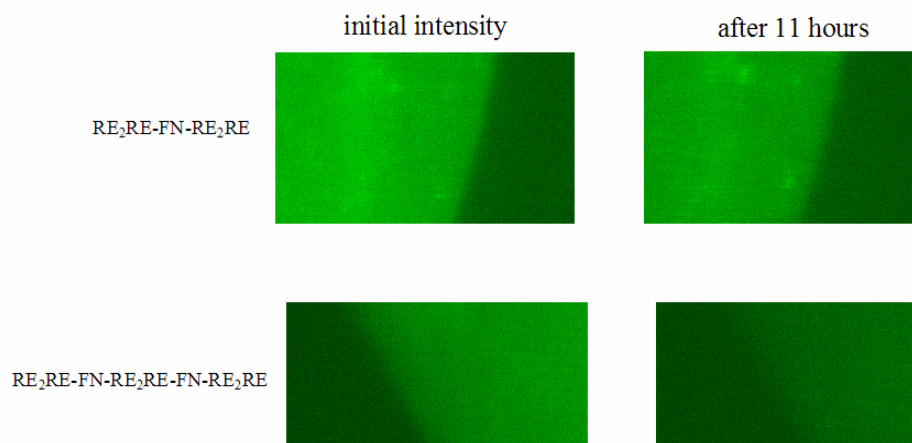 initial intensity
after 11 hours
RE₂RE-FN-RE₂RE
RE₂RE-FN-RE₂RE-FN-RE₂RE